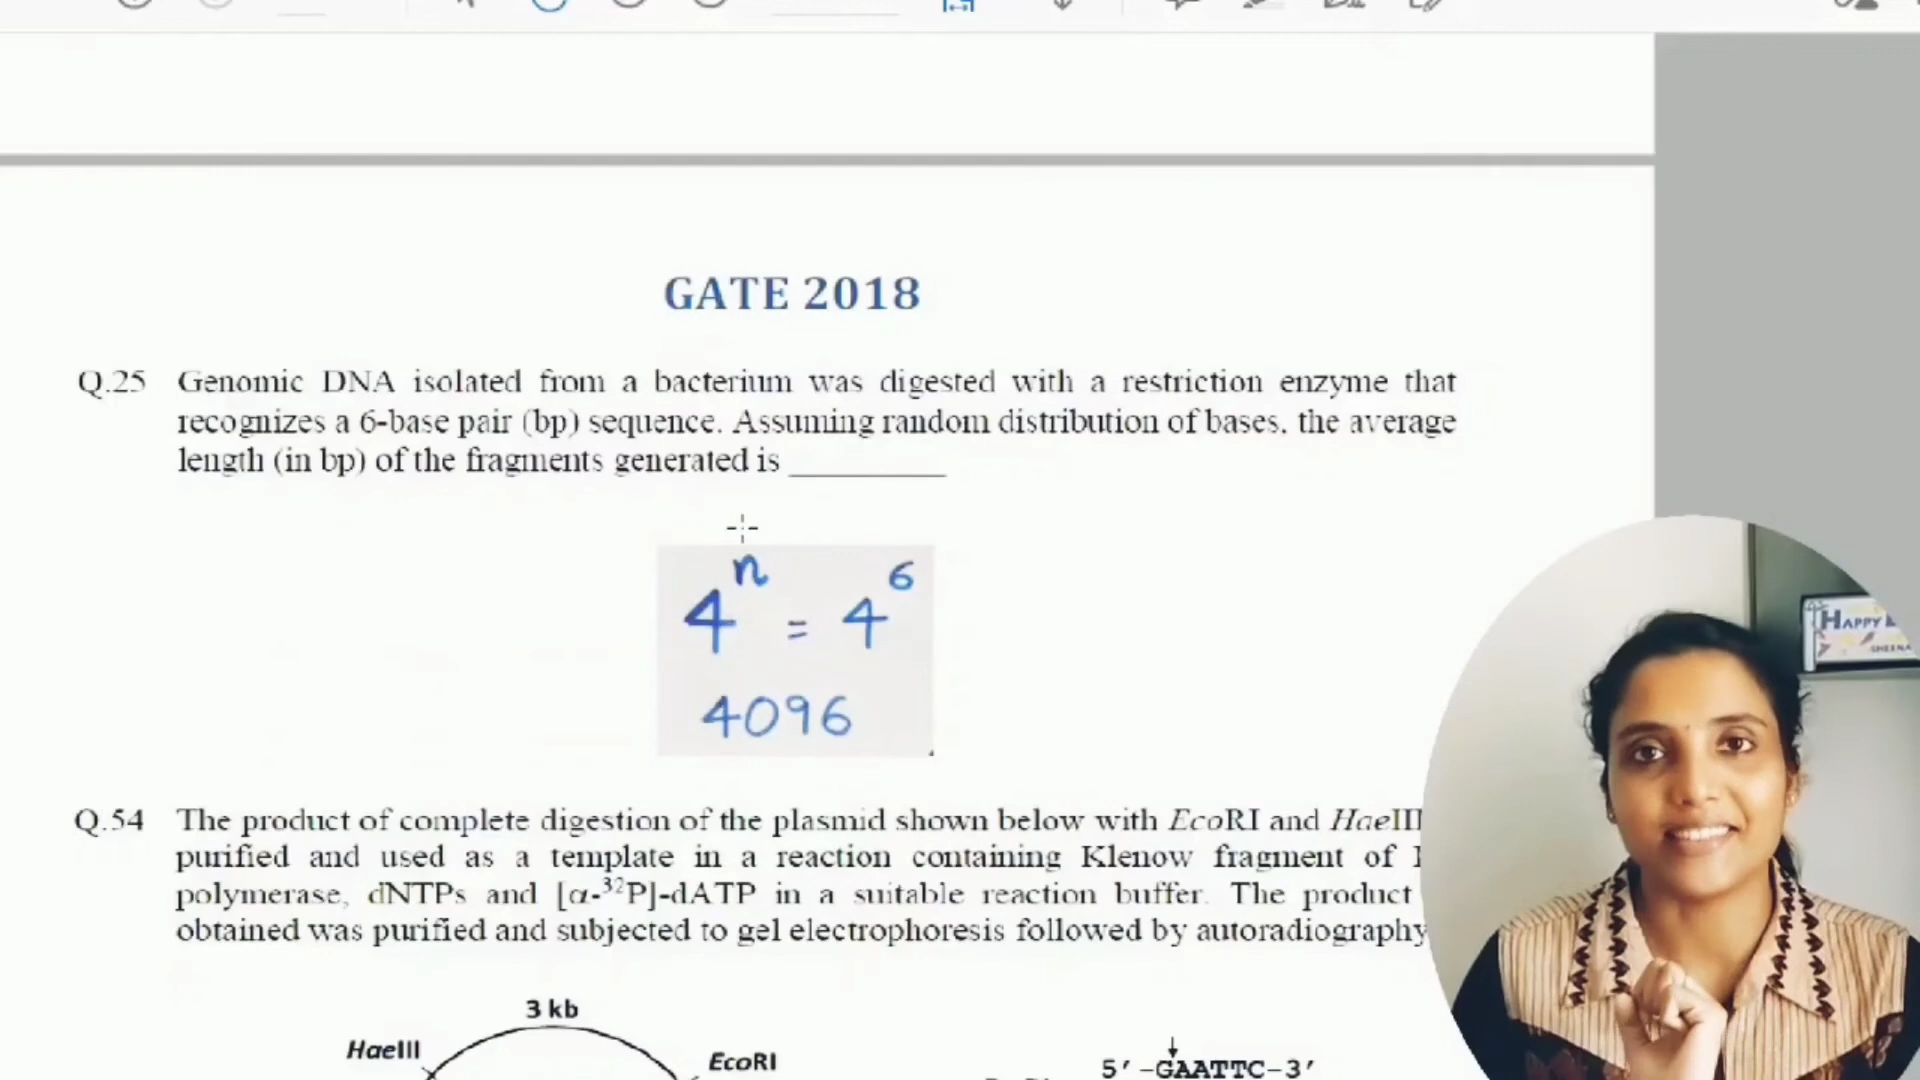 GATE 2018
Q.25 Genomic DNA isolated from a bacterium was digested with a restriction enzyme that
recognizes a 6-base pair (bp) sequence. Assuming random distribution of bases, the average
length (in bp) of the fragments generated is __________
4ⁿ = 4⁶
4096
HAPPY
Q.54 The product of complete digestion of the plasmid shown below with EcoRI and HaeIII
purified and used as a template in a reaction containing Klenow fragment of
polymerase, dNTPs and [α-³²P]-dATP in a suitable reaction buffer. The product
obtained was purified and subjected to gel electrophoresis followed by autoradiography
3 kb
HaeIII
EcoRI
5′-GAATTC-3′